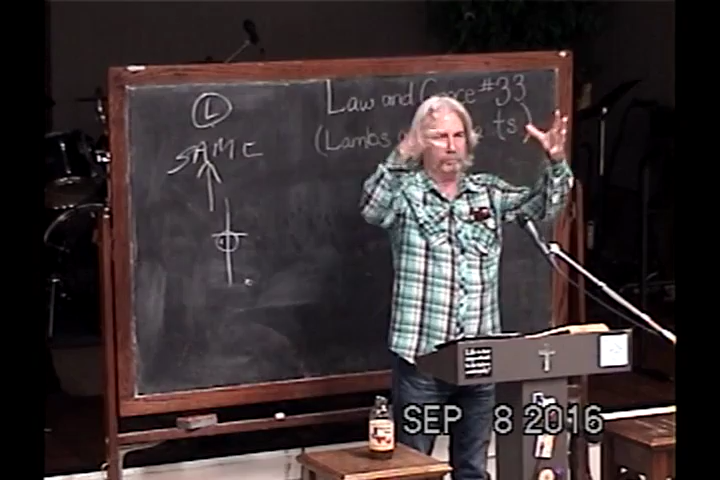 L
Law and Grace #33
(Lambs
ts)
SAME
SEP 8 2016